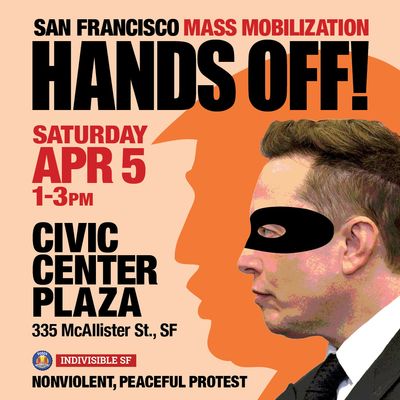 SAN FRANCISCO MASS MOBILIZATION
HANDS OFF!
SATURDAY
APR 5
1-3PM
CIVIC
CENTER
PLAZA
335 McAllister St., SF
INDIVISIBLE SF
NONVIOLENT, PEACEFUL PROTEST